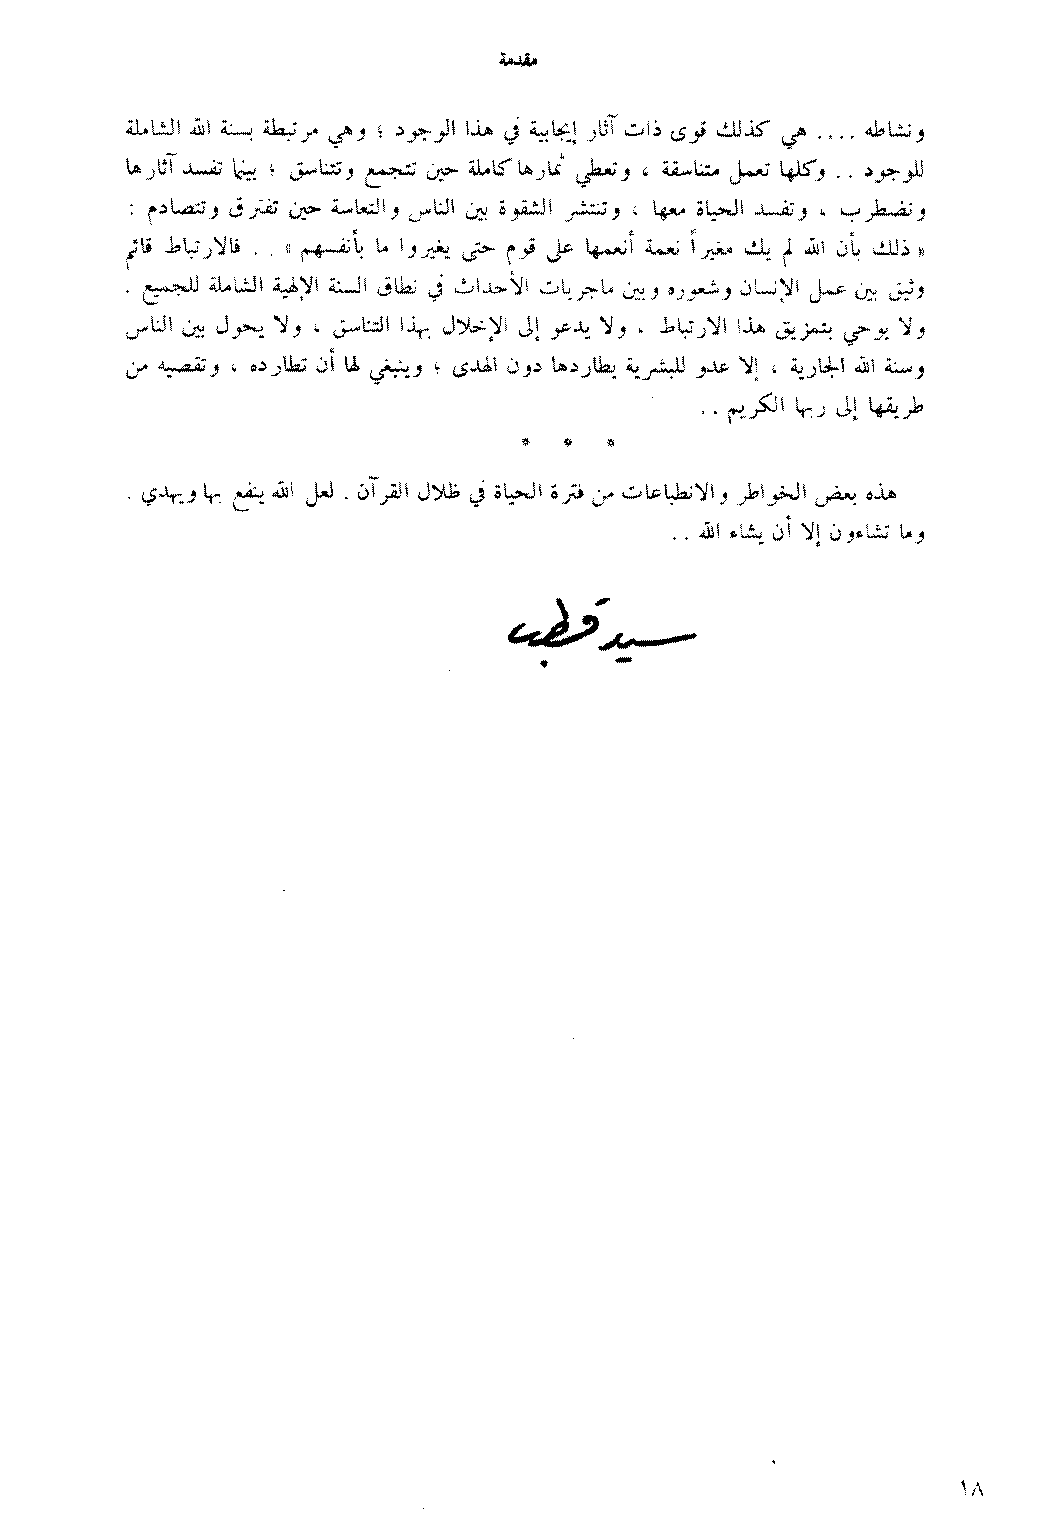 مقدمة
ونشاطه .... هي كذلك قوى ذات آثار إيجابية في هذا الوجود ؛ وهي مرتبطة بسنة الله الشاملة
للوجود .. وكلها تعمل متناسقة ، وتعطي ثمارها كاملة حين تتجمع وتتناسق ؛ بينما تفسد آثارها
وتضطرب ، وتفسد الحياة معها ، وتنتشر الشقوة بين الناس والتعاسة حين تفترق وتتصادم :
« ذلك بأن الله لم يك مغيراً نعمة أنعمها على قوم حتى يغيروا ما بأنفسهم » .. فالارتباط قائم
وثيق بين عمل الإنسان وشعوره وبين ماجريات الأحداث في نطاق السنة الإلهية الشاملة للجميع .
ولا يوحي بتمزيق هذا الارتباط ، ولا يدعو إلى الإخلال بهذا التناسق ، ولا يحول بين الناس
وسنة الله الجارية ، إلا عدو للبشرية يطاردها دون الهدى ؛ وينبغي لها أن تطارده ، وتقصيه من
طريقها إلى ربها الكريم ..
* * *
هذه بعض الخواطر والانطباعات من فترة الحياة في ظلال القرآن . لعل الله ينفع بها ويهدي .
وما تشاءون إلا أن يشاء الله ..
سيد قطب
١٨